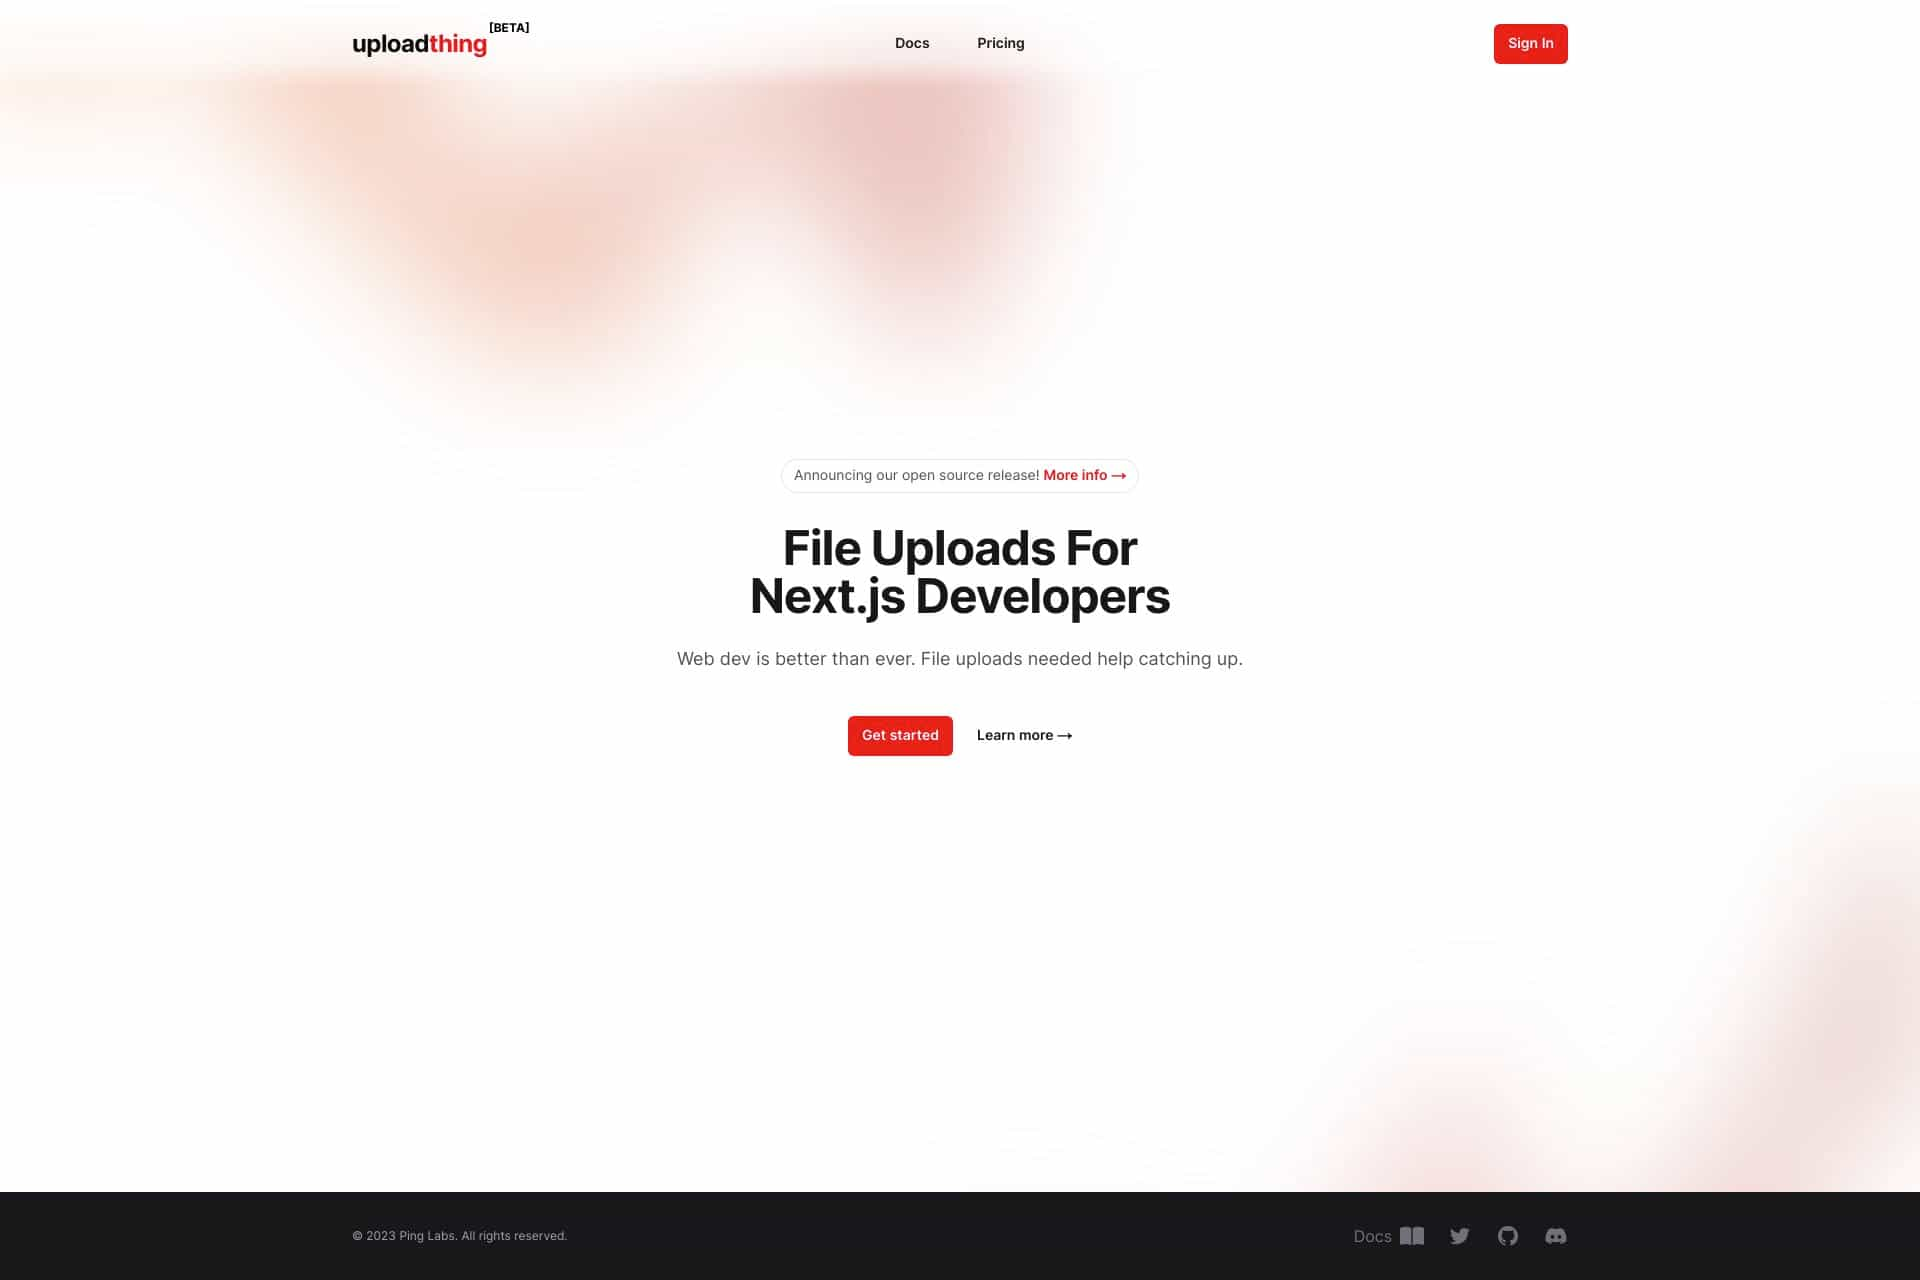 uploadthing [BETA]
Docs
Pricing
Sign In
Announcing our open source release! More info →
File Uploads For
Next.js Developers
Web dev is better than ever. File uploads needed help catching up.
Get started
Learn more →
© 2023 Ping Labs. All rights reserved.
Docs